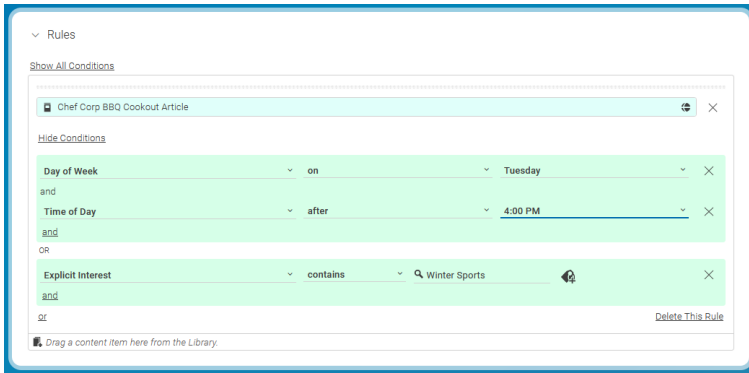 Rules
Show All Conditions
Chef Corp BBQ Cookout Article
Hide Conditions
Day of Week on Tuesday
and
Time of Day after 4:00 PM
and
OR
Explicit Interest contains Winter Sports
and
or Delete This Rule
Drag a content item here from the Library.